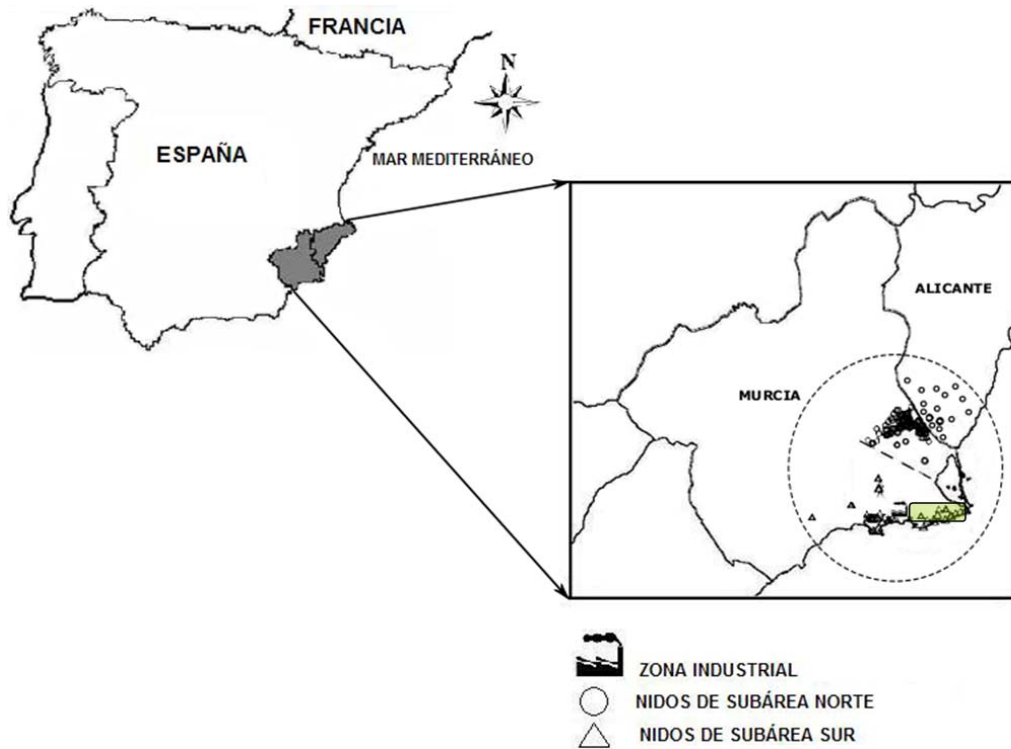 FRANCIA
N
ESPAÑA
MAR MEDITERRÁNEO
ALICANTE
MURCIA
ZONA INDUSTRIAL
NIDOS DE SUBÁREA NORTE
NIDOS DE SUBÁREA SUR